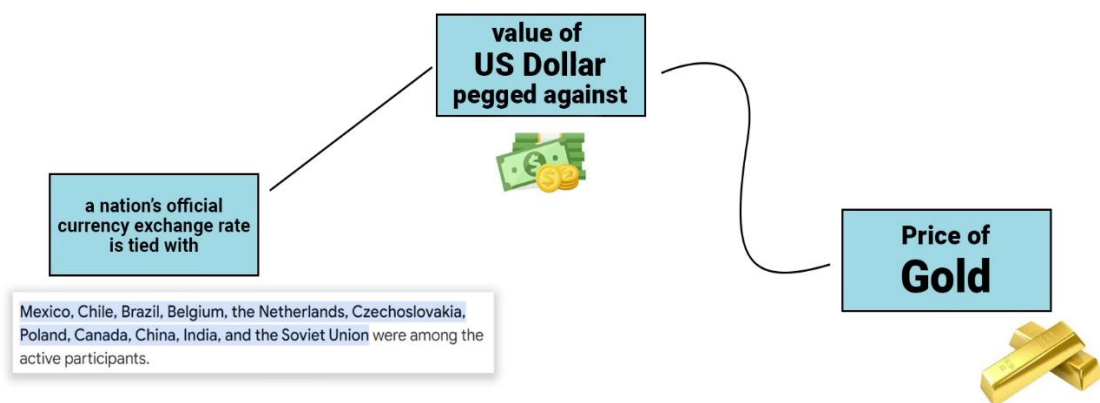 value of
US Dollar
pegged against
a nation's official
currency exchange rate
is tied with
Mexico, Chile, Brazil, Belgium, the Netherlands, Czechoslovakia,
Poland, Canada, China, India, and the Soviet Union were among the
active participants.
Price of
Gold